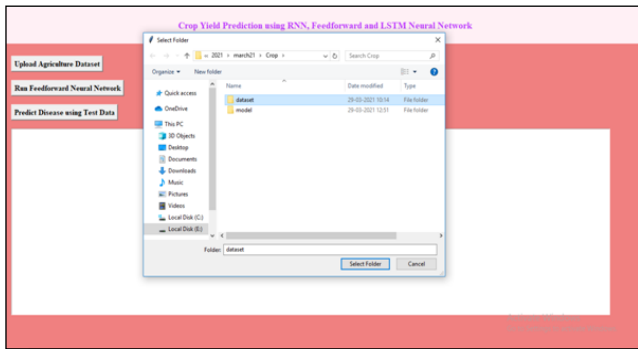 Crop Yield Prediction using RNN, Feedforward and LSTM Neural Network
Upload Agriculture Dataset
Run Feedforward Neural Network
Predict Disease using Test Data
Select Folder
« 2021 › march21 › Crop ›
Search Crop
Organize
New folder
Name
Date modified
Type
dataset
29-03-2021 10:14
File folder
model
29-03-2021 12:51
File folder
Quick access
OneDrive
This PC
3D Objects
Desktop
Documents
Downloads
Music
Pictures
Videos
Local Disk (C:)
Local Disk (E:)
Folder:
dataset
Select Folder
Cancel